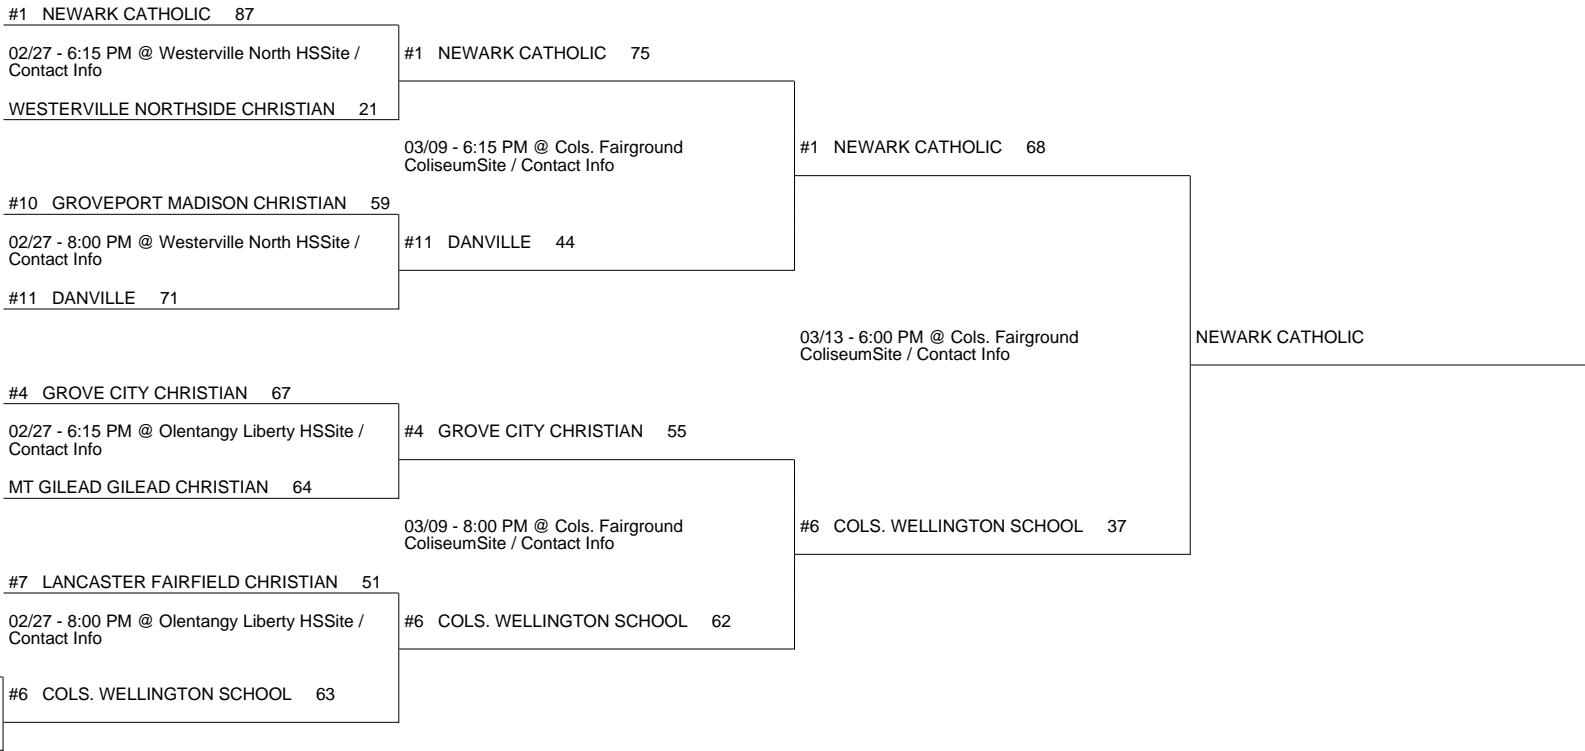 #1 NEWARK CATHOLIC 87
02/27 - 6:15 PM @ Westerville North HSSite /
Contact Info
WESTERVILLE NORTHSIDE CHRISTIAN 21
#10 GROVEPORT MADISON CHRISTIAN 59
02/27 - 8:00 PM @ Westerville North HSSite /
Contact Info
#11 DANVILLE 71
#4 GROVE CITY CHRISTIAN 67
02/27 - 6:15 PM @ Olentangy Liberty HSSite /
Contact Info
MT GILEAD GILEAD CHRISTIAN 64
#7 LANCASTER FAIRFIELD CHRISTIAN 51
02/27 - 8:00 PM @ Olentangy Liberty HSSite /
Contact Info
#6 COLS. WELLINGTON SCHOOL 63
#1 NEWARK CATHOLIC 75
03/09 - 6:15 PM @ Cols. Fairground
ColiseumSite / Contact Info
#11 DANVILLE 44
#4 GROVE CITY CHRISTIAN 55
03/09 - 8:00 PM @ Cols. Fairground
ColiseumSite / Contact Info
#6 COLS. WELLINGTON SCHOOL 62
#1 NEWARK CATHOLIC 68
03/13 - 6:00 PM @ Cols. Fairground
ColiseumSite / Contact Info
#6 COLS. WELLINGTON SCHOOL 37
NEWARK CATHOLIC